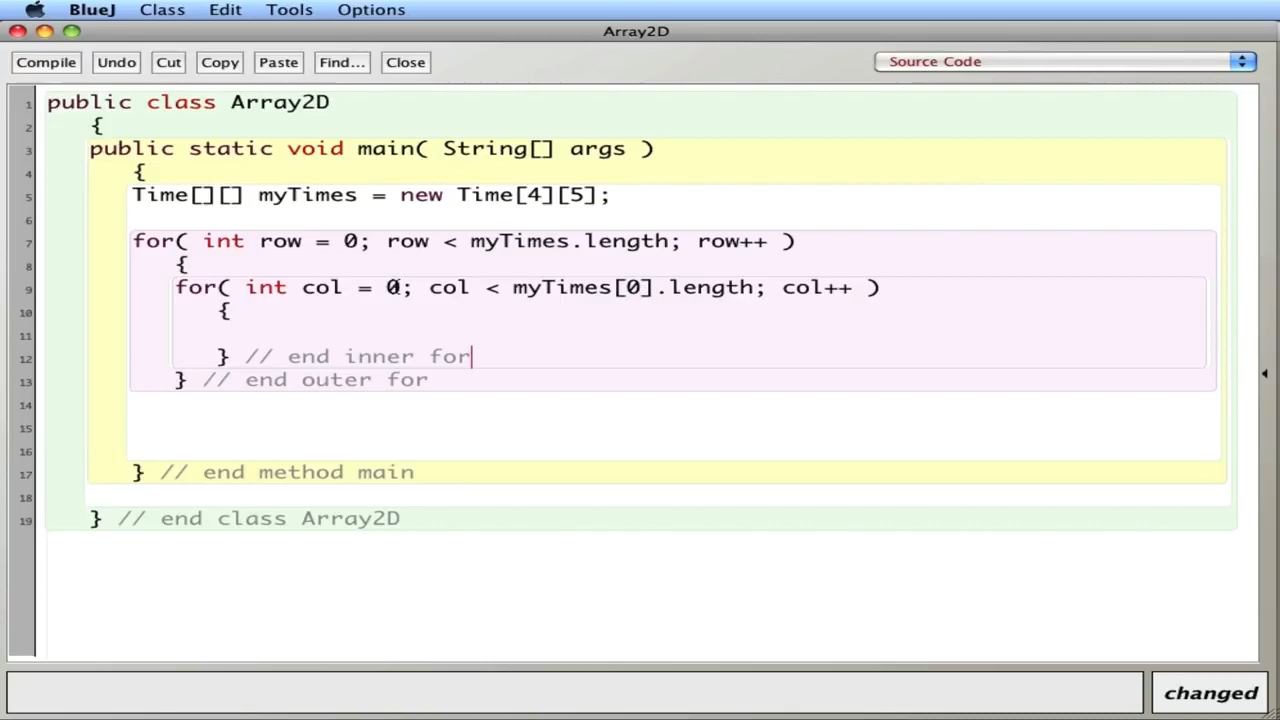 BlueJ Class Edit Tools Options
Array2D
Compile Undo Cut Copy Paste Find... Close Source Code
1 public class Array2D
2 {
3 public static void main( String[] args )
4 {
5 Time[][] myTimes = new Time[4][5];
6
7 for( int row = 0; row < myTimes.length; row++ )
8 {
9 for( int col = 0; col < myTimes[0].length; col++ )
10 {
11
12 } // end inner for
13 } // end outer for
14
15
16
17 } // end method main
18
19 } // end class Array2D
changed